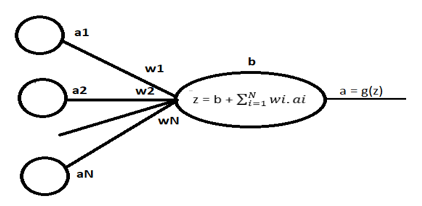 a1
w1
b
a2
w2
z = b + ∑ᵢ₌₁ᴺ wi. ai
a = g(z)
wN
aN